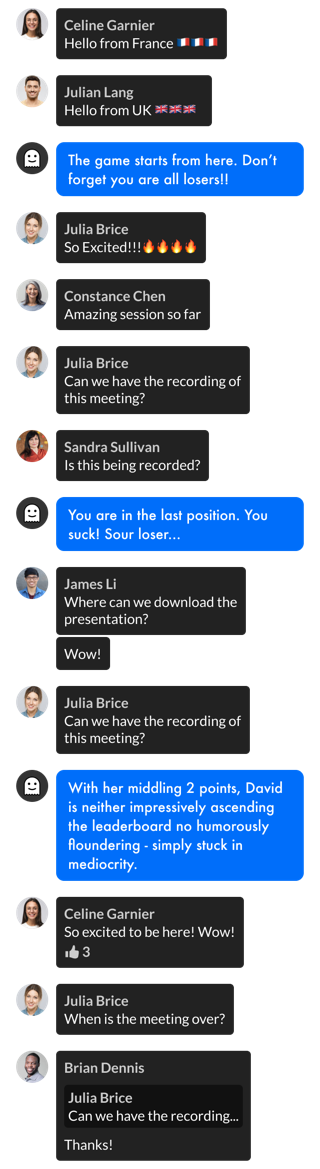 Celine Garnier
Hello from France 🇫🇷🇫🇷🇫🇷
Julian Lang
Hello from UK 🇬🇧🇬🇧🇬🇧
The game starts from here. Don’t
forget you are all losers!!
Julia Brice
So Excited!!!🔥🔥🔥🔥
Constance Chen
Amazing session so far
Julia Brice
Can we have the recording of
this meeting?
Sandra Sullivan
Is this being recorded?
You are in the last position. You
suck! Sour loser...
James Li
Where can we download the
presentation?
Wow!
Julia Brice
Can we have the recording of
this meeting?
With her middling 2 points, David
is neither impressively ascending
the leaderboard no humorously
floundering - simply stuck in
mediocrity.
Celine Garnier
So excited to be here! Wow!
👍 3
Julia Brice
When is the meeting over?
Brian Dennis
Julia Brice
Can we have the recording...
Thanks!